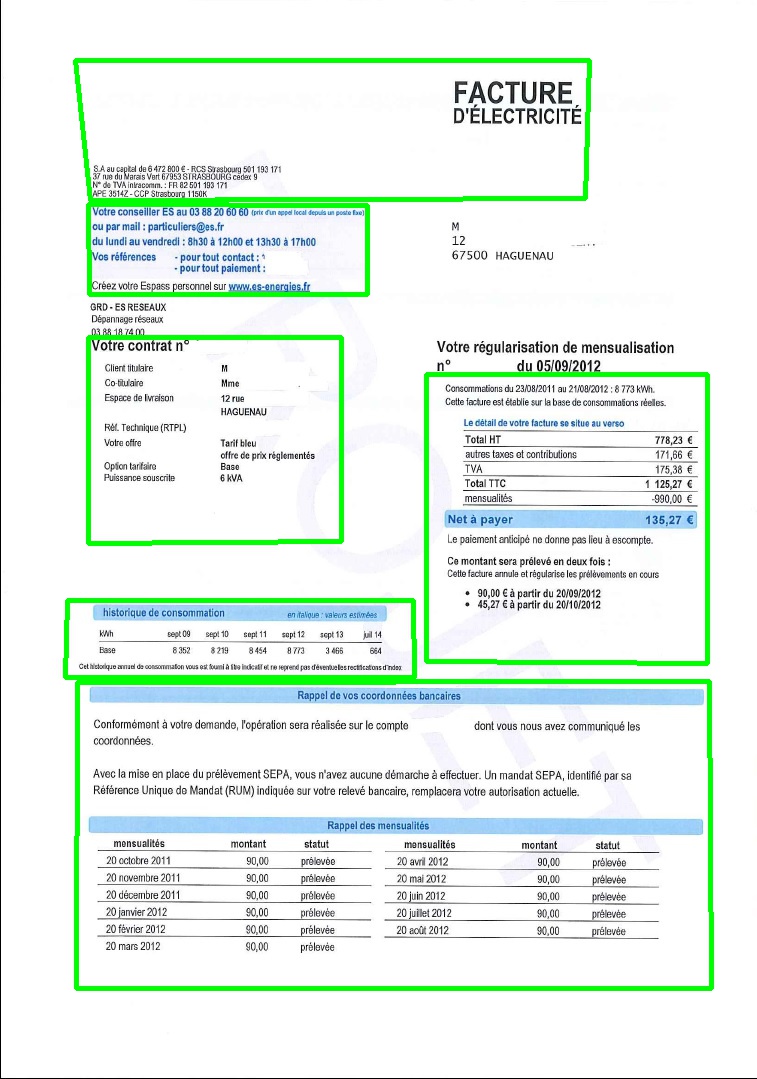 FACTURE
D'ÉLECTRICITÉ
S.A au capital de 6 472 800 € - RCS Strasbourg 501 193 171
37 rue du Marais Vert 67953 STRASBOURG cédex 9
N° de TVA intracomm. : FR 82 501 193 171
APE 3514Z - CCP Strasbourg 1150K
Votre conseiller ES au 03 88 20 60 60 (prix d'un appel local depuis un poste fixe)
ou par mail : particuliers@es.fr
du lundi au vendredi : 8h30 à 12h00 et 13h30 à 17h00
Vos références - pour tout contact :
- pour tout paiement :
Créez votre Espass personnel sur www.es-energies.fr
M
12
67500 HAGUENAU
GRD - ES RESEAUX
Dépannage réseaux
03 88 18 74 00
Votre contrat n°
Client titulaire M
Co-titulaire Mme
Espace de livraison 12 rue
HAGUENAU
Réf. Technique (RTPL)
Votre offre Tarif bleu
offre de prix réglementés
Option tarifaire Base
Puissance souscrite 6 kVA
Votre régularisation de mensualisation
n° du 05/09/2012
Consommations du 23/08/2011 au 21/08/2012 : 8 773 kWh.
Cette facture est établie sur la base de consommations réelles.
Le détail de votre facture se situe au verso
Total HT 778,23 €
autres taxes et contributions 171,66 €
TVA 175,38 €
Total TTC 1 125,27 €
mensualités -990,00 €
Net à payer 135,27 €
Le paiement anticipé ne donne pas lieu à escompte.
Ce montant sera prélevé en deux fois :
Cette facture annule et régularise les prélèvements en cours
• 90,00 € à partir du 20/09/2012
• 45,27 € à partir du 20/10/2012
historique de consommation en italique : valeurs estimées
kWh sept 09 sept 10 sept 11 sept 12 sept 13 juil 14
Base 8 352 8 219 8 454 8 773 3 466 664
Cet historique annuel de consommation vous est fourni à titre indicatif et ne reprend pas d'éventuelles rectifications d'index
Rappel de vos coordonnées bancaires
Conformément à votre demande, l'opération sera réalisée sur le compte dont vous nous avez communiqué les
coordonnées.
Avec la mise en place du prélèvement SEPA, vous n'avez aucune démarche à effectuer. Un mandat SEPA, identifié par sa
Référence Unique de Mandat (RUM) indiquée sur votre relevé bancaire, remplacera votre autorisation actuelle.
Rappel des mensualités
mensualités montant statut mensualités montant statut
20 octobre 2011 90,00 prélevée 20 avril 2012 90,00 prélevée
20 novembre 2011 90,00 prélevée 20 mai 2012 90,00 prélevée
20 décembre 2011 90,00 prélevée 20 juin 2012 90,00 prélevée
20 janvier 2012 90,00 prélevée 20 juillet 2012 90,00 prélevée
20 février 2012 90,00 prélevée 20 août 2012 90,00 prélevée
20 mars 2012 90,00 prélevée